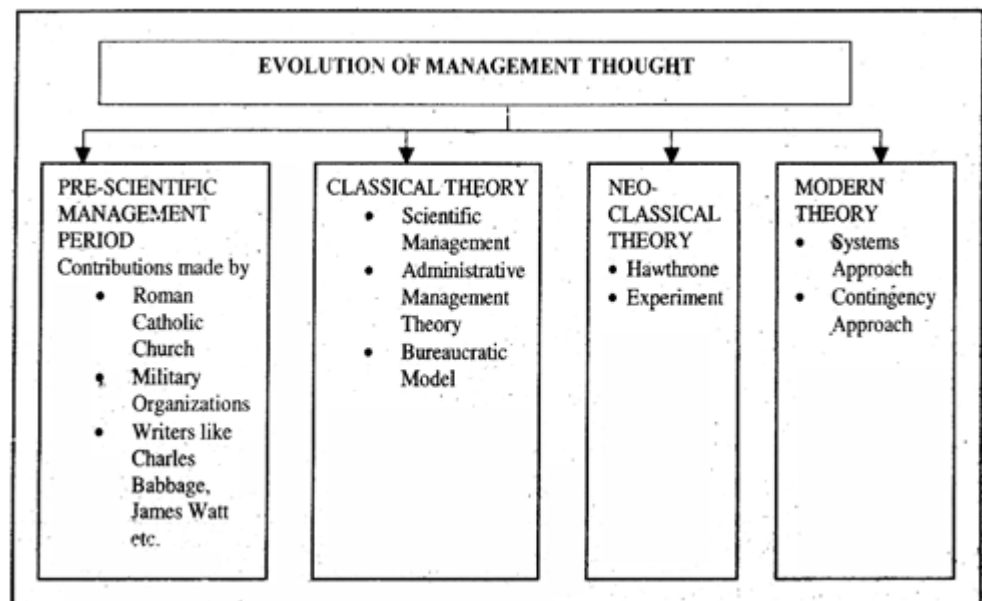 EVOLUTION OF MANAGEMENT THOUGHT
PRE-SCIENTIFIC
MANAGEMENT
PERIOD
Contributions made by
• Roman
Catholic
Church
• Military
Organizations
• Writers like
Charles
Babbage,
James Watt
etc.
CLASSICAL THEORY
• Scientific
Management
• Administrative
Management
Theory
• Bureaucratic
Model
NEO-
CLASSICAL
THEORY
• Hawthrone
• Experiment
MODERN
THEORY
• Systems
Approach
• Contingency
Approach